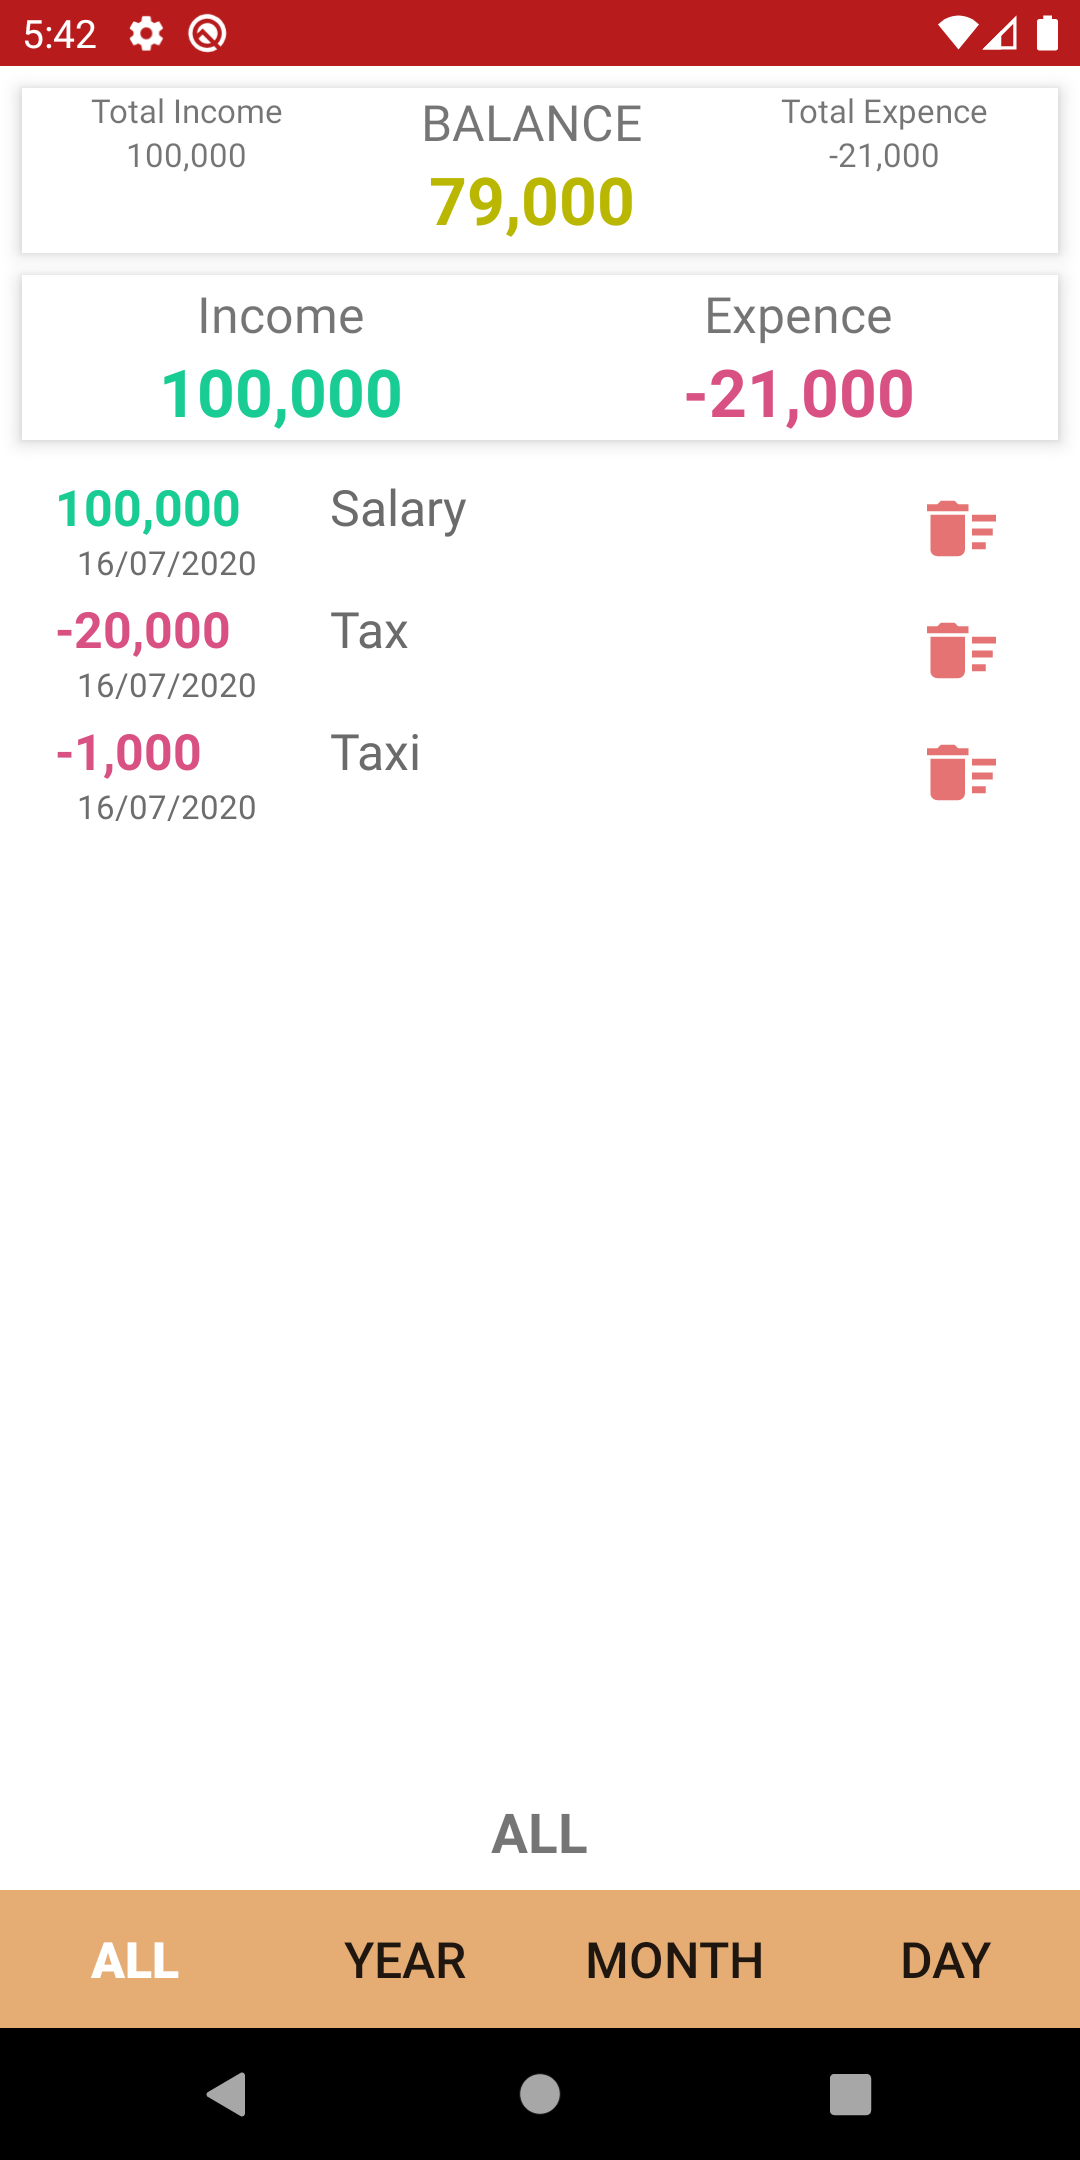 5:42
Total Income
100,000
BALANCE
79,000
Total Expence
-21,000
Income
100,000
Expence
-21,000
100,000 Salary
16/07/2020
-20,000 Tax
16/07/2020
-1,000 Taxi
16/07/2020
ALL
ALL YEAR MONTH DAY